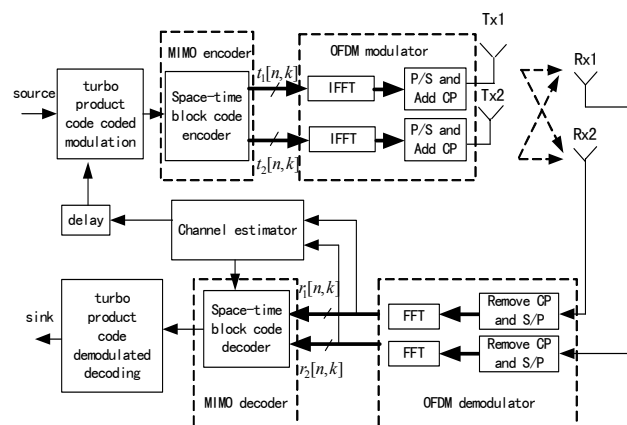 Tx1
MIMO encoder
OFDM modulator
Rx1
source
turbo
product
code coded
modulation
Space-time
block code
encoder
t₁[n,k]
IFFT
P/S and
Add CP
Tx2
t₂[n,k]
IFFT
P/S and
Add CP
Rx2
delay
Channel estimator
sink
turbo
product
code
demodulated
decoding
Space-time
block code
decoder
r₁[n,k]
FFT
Remove CP
and S/P
r₂[n,k]
FFT
Remove CP
and S/P
MIMO decoder
OFDM demodulator